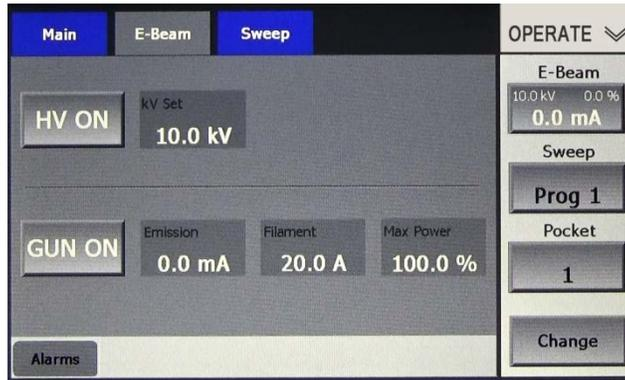 Main E-Beam Sweep
OPERATE
E-Beam
10.0 kV 0.0 %
0.0 mA
HV ON
kV Set
10.0 kV
Sweep
Prog 1
Pocket
1
GUN ON
Emission
0.0 mA
Filament
20.0 A
Max Power
100.0 %
Change
Alarms